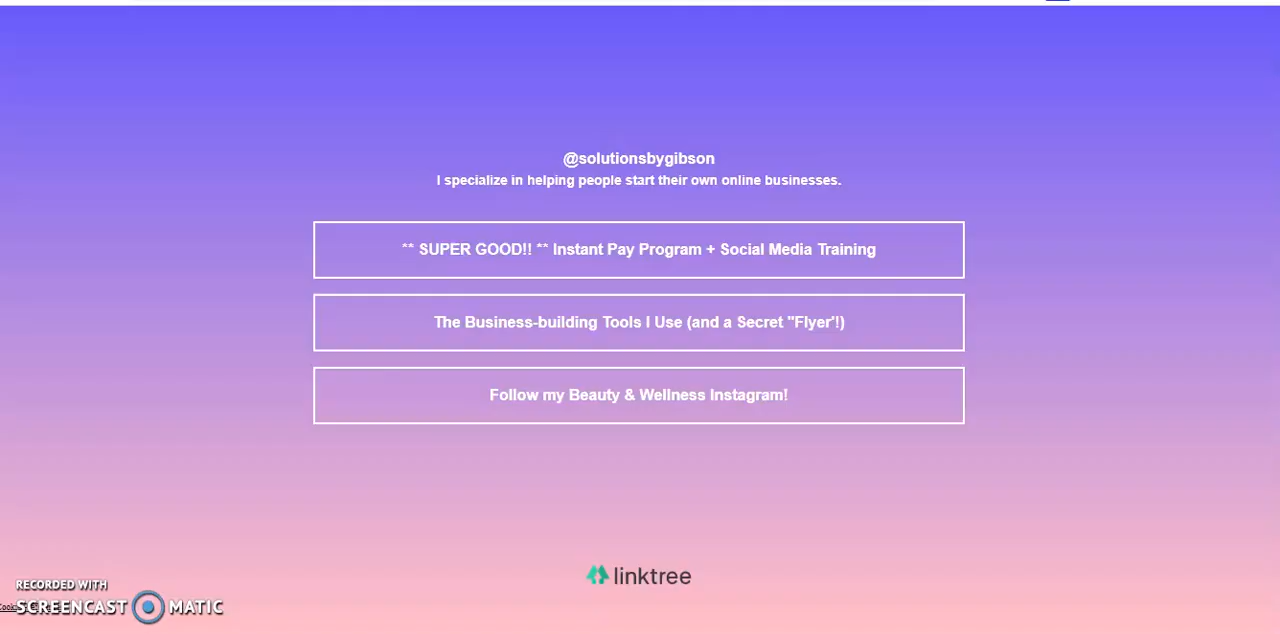 @solutionsbygibson
I specialize in helping people start their own online businesses.
** SUPER GOOD!! ** Instant Pay Program + Social Media Training
The Business-building Tools I Use (and a Secret "Flyer'!)
Follow my Beauty & Wellness Instagram!
linktree
RECORDED WITH
SCREENCAST MATIC